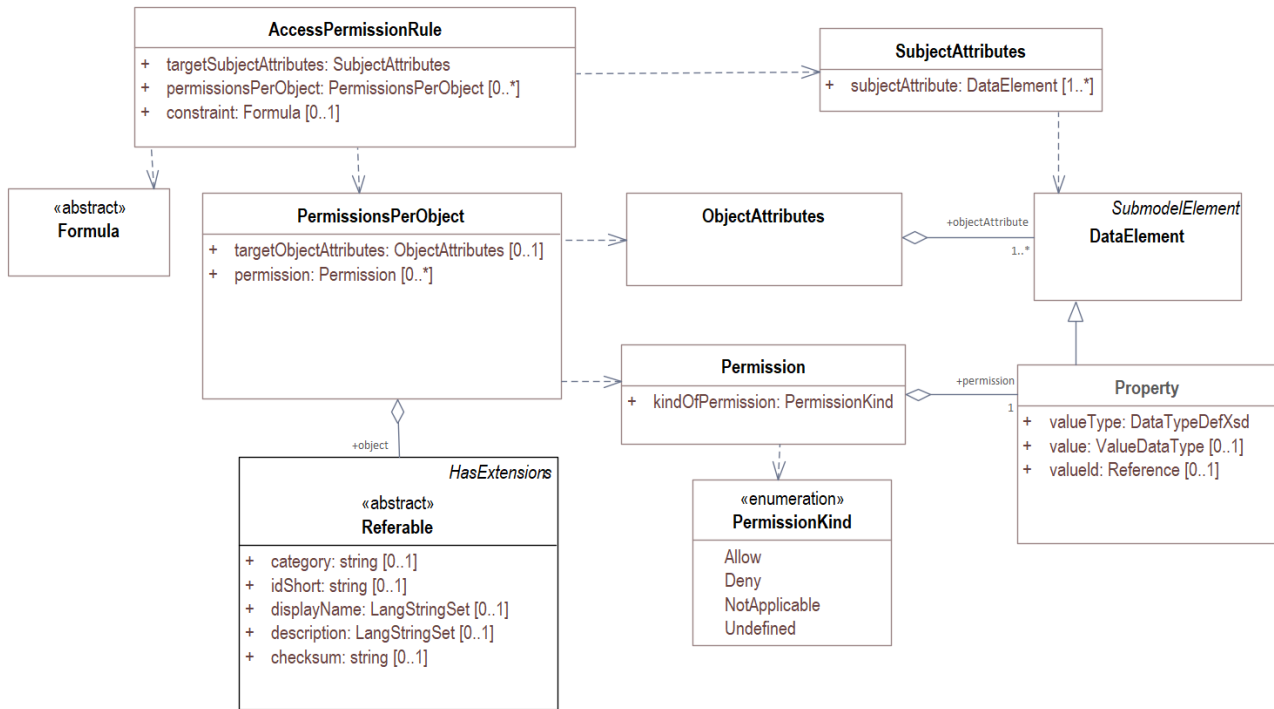 AccessPermissionRule
+ targetSubjectAttributes: SubjectAttributes
+ permissionsPerObject: PermissionsPerObject [0..*]
+ constraint: Formula [0..1]
SubjectAttributes
+ subjectAttribute: DataElement [1..*]
«abstract»
Formula
PermissionsPerObject
+ targetObjectAttributes: ObjectAttributes [0..1]
+ permission: Permission [0..*]
ObjectAttributes
+objectAttribute
1..*
SubmodelElement
DataElement
Permission
+ kindOfPermission: PermissionKind
+permission
1
Property
+ valueType: DataTypeDefXsd
+ value: ValueDataType [0..1]
+ valueId: Reference [0..1]
+object
HasExtensions
«abstract»
Referable
+ category: string [0..1]
+ idShort: string [0..1]
+ displayName: LangStringSet [0..1]
+ description: LangStringSet [0..1]
+ checksum: string [0..1]
«enumeration»
PermissionKind
Allow
Deny
NotApplicable
Undefined